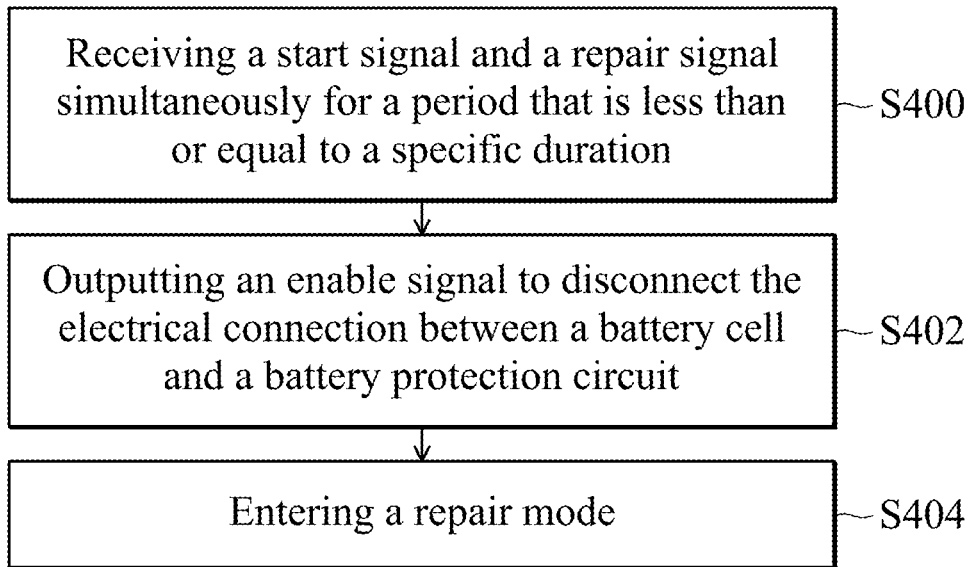 Receiving a start signal and a repair signal
simultaneously for a period that is less than
or equal to a specific duration
S400
Outputting an enable signal to disconnect the
electrical connection between a battery cell
and a battery protection circuit
S402
Entering a repair mode
S404